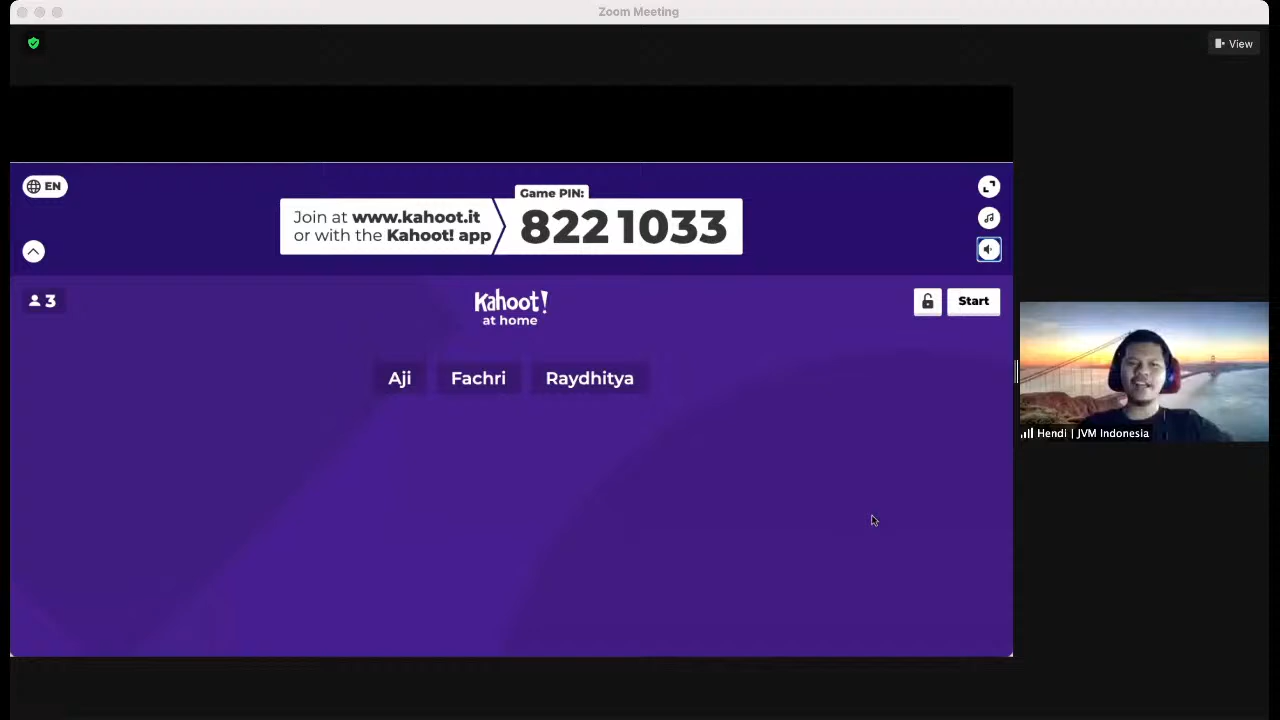 Zoom Meeting
View
EN
Game PIN:
Join at www.kahoot.it
or with the Kahoot! app
822 1033
3
Kahoot!
at home
Start
Aji
Fachri
Raydhitya
Hendi | JVM Indonesia